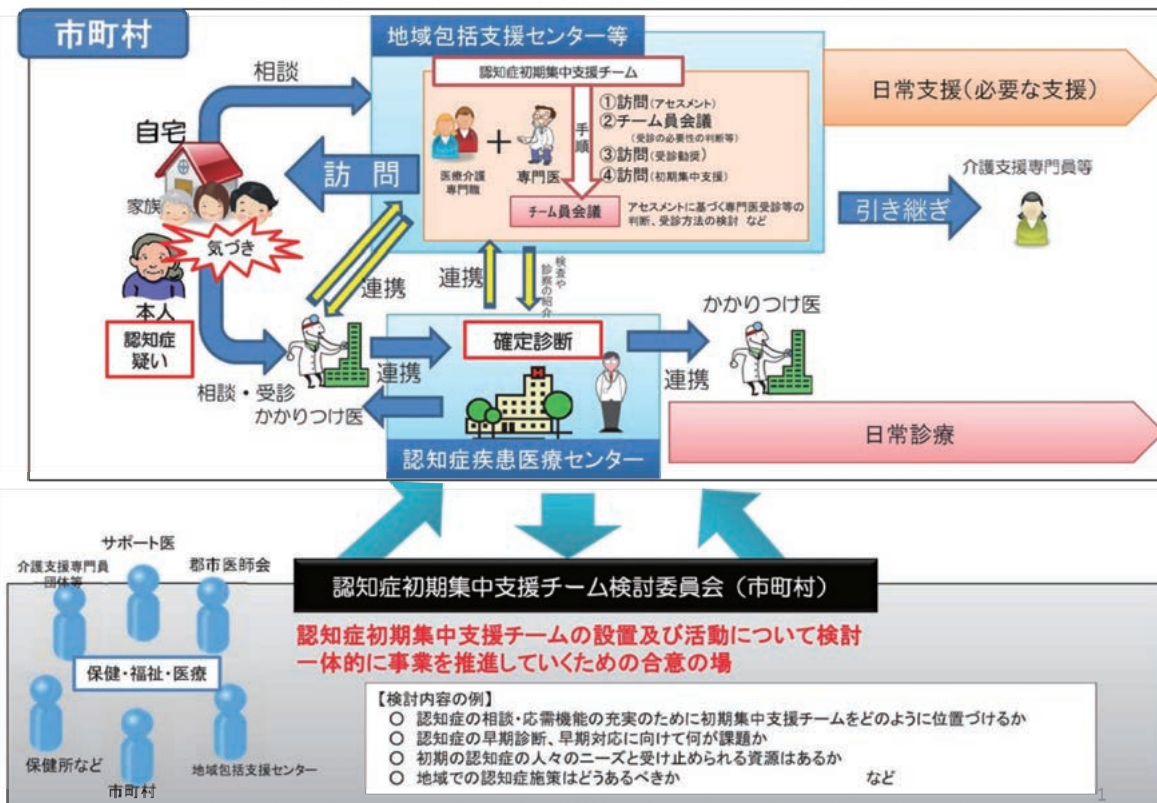 市町村
地域包括支援センター等
認知症初期集中支援チーム
相談
自宅
家族
気づき
本人
認知症
疑い
訪 問
医療介護
専門職
＋
専門医
手順
①訪問(アセスメント)
②チーム員会議
(受診の必要性の判断等)
③訪問(受診勧奨)
④訪問(初期集中支援)
チーム員会議
アセスメントに基づく専門医受診等の
判断、受診方法の検討 など
日常支援(必要な支援)
介護支援専門員等
引き継ぎ
連携
連携
検査や
診察の紹介
相談・受診
かかりつけ医
連携
確定診断
H
認知症疾患医療センター
連携
かかりつけ医
日常診療
サポート医
介護支援専門員
団体等
郡市医師会
保健・福祉・医療
保健所など
市町村
地域包括支援センター
認知症初期集中支援チーム検討委員会（市町村）
認知症初期集中支援チームの設置及び活動について検討
一体的に事業を推進していくための合意の場
【検討内容の例】
○ 認知症の相談・応需機能の充実のために初期集中支援チームをどのように位置づけるか
○ 認知症の早期診断、早期対応に向けて何が課題か
○ 初期の認知症の人々のニーズと受け止められる資源はあるか
○ 地域での認知症施策はどうあるべきか など
1